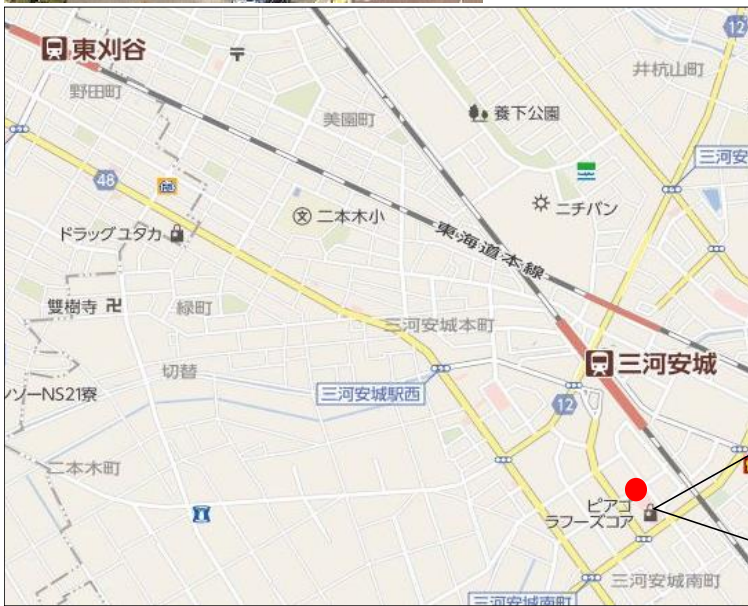 東刈谷
〒
12
井杭山町
野田町
美園町
養下公園
三河安
48
文 二本木小
ニチバン
ドラッグユタカ
東海道本線
雙樹寺 卍
緑町
三河安城本町
切替
三河安城
ソーNS21寮
三河安城駅西
12
二本木町
ピアゴ
ラフーズコア
三河安城南町
三河安城南町